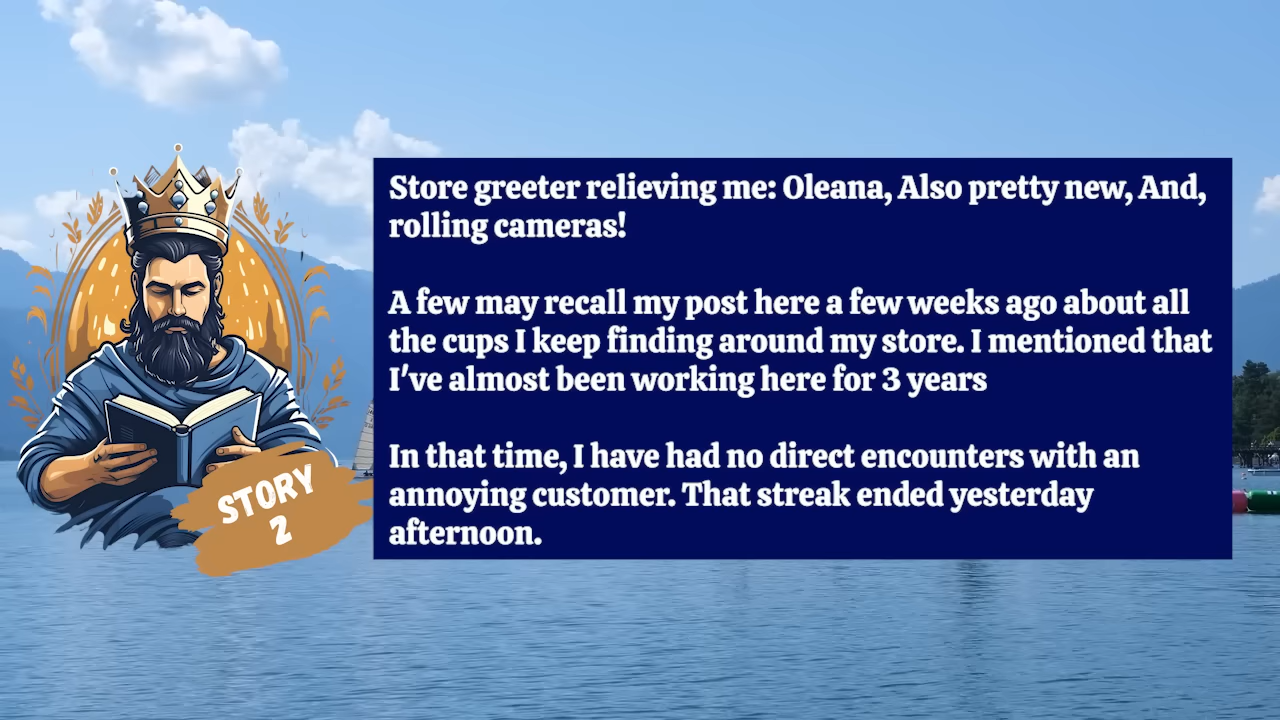 Store greeter relieving me: Oleana, Also pretty new, And,
rolling cameras!
A few may recall my post here a few weeks ago about all
the cups I keep finding around my store. I mentioned that
I've almost been working here for 3 years
In that time, I have had no direct encounters with an
annoying customer. That streak ended yesterday
afternoon.
STORY
2